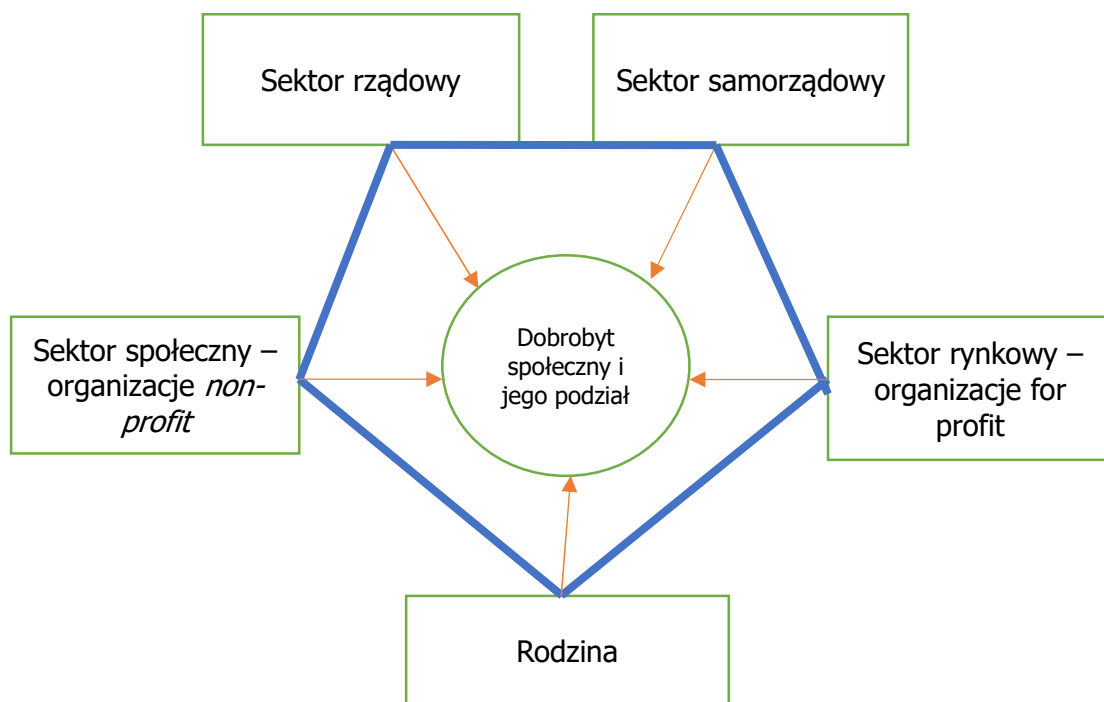 Sektor rządowy
Sektor samorządowy
Sektor społeczny –
organizacje non-
profit
Dobrobyt
społeczny i
jego podział
Sektor rynkowy –
organizacje for
profit
Rodzina